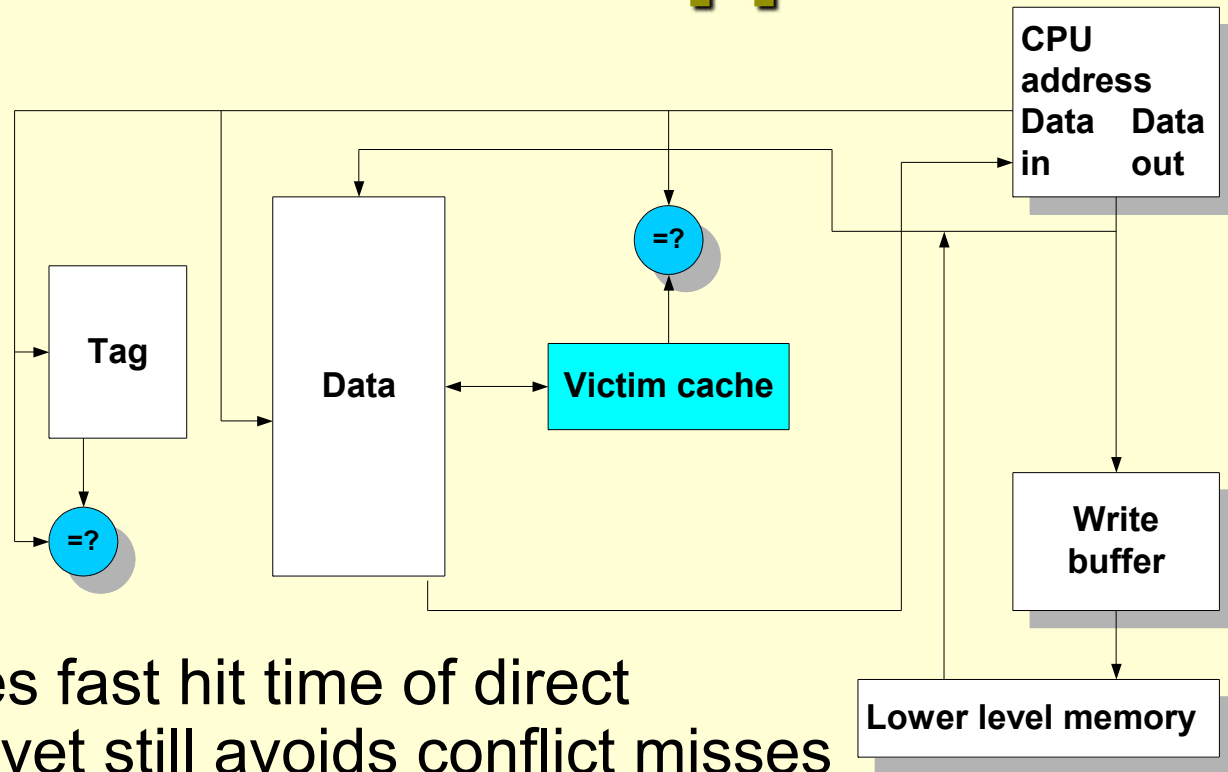 CPU
address
Data Data
in out
=?
Tag
Data
Victim cache
=?
Write
buffer
Lower level memory
fast hit time of direct
yet still avoids conflict misses